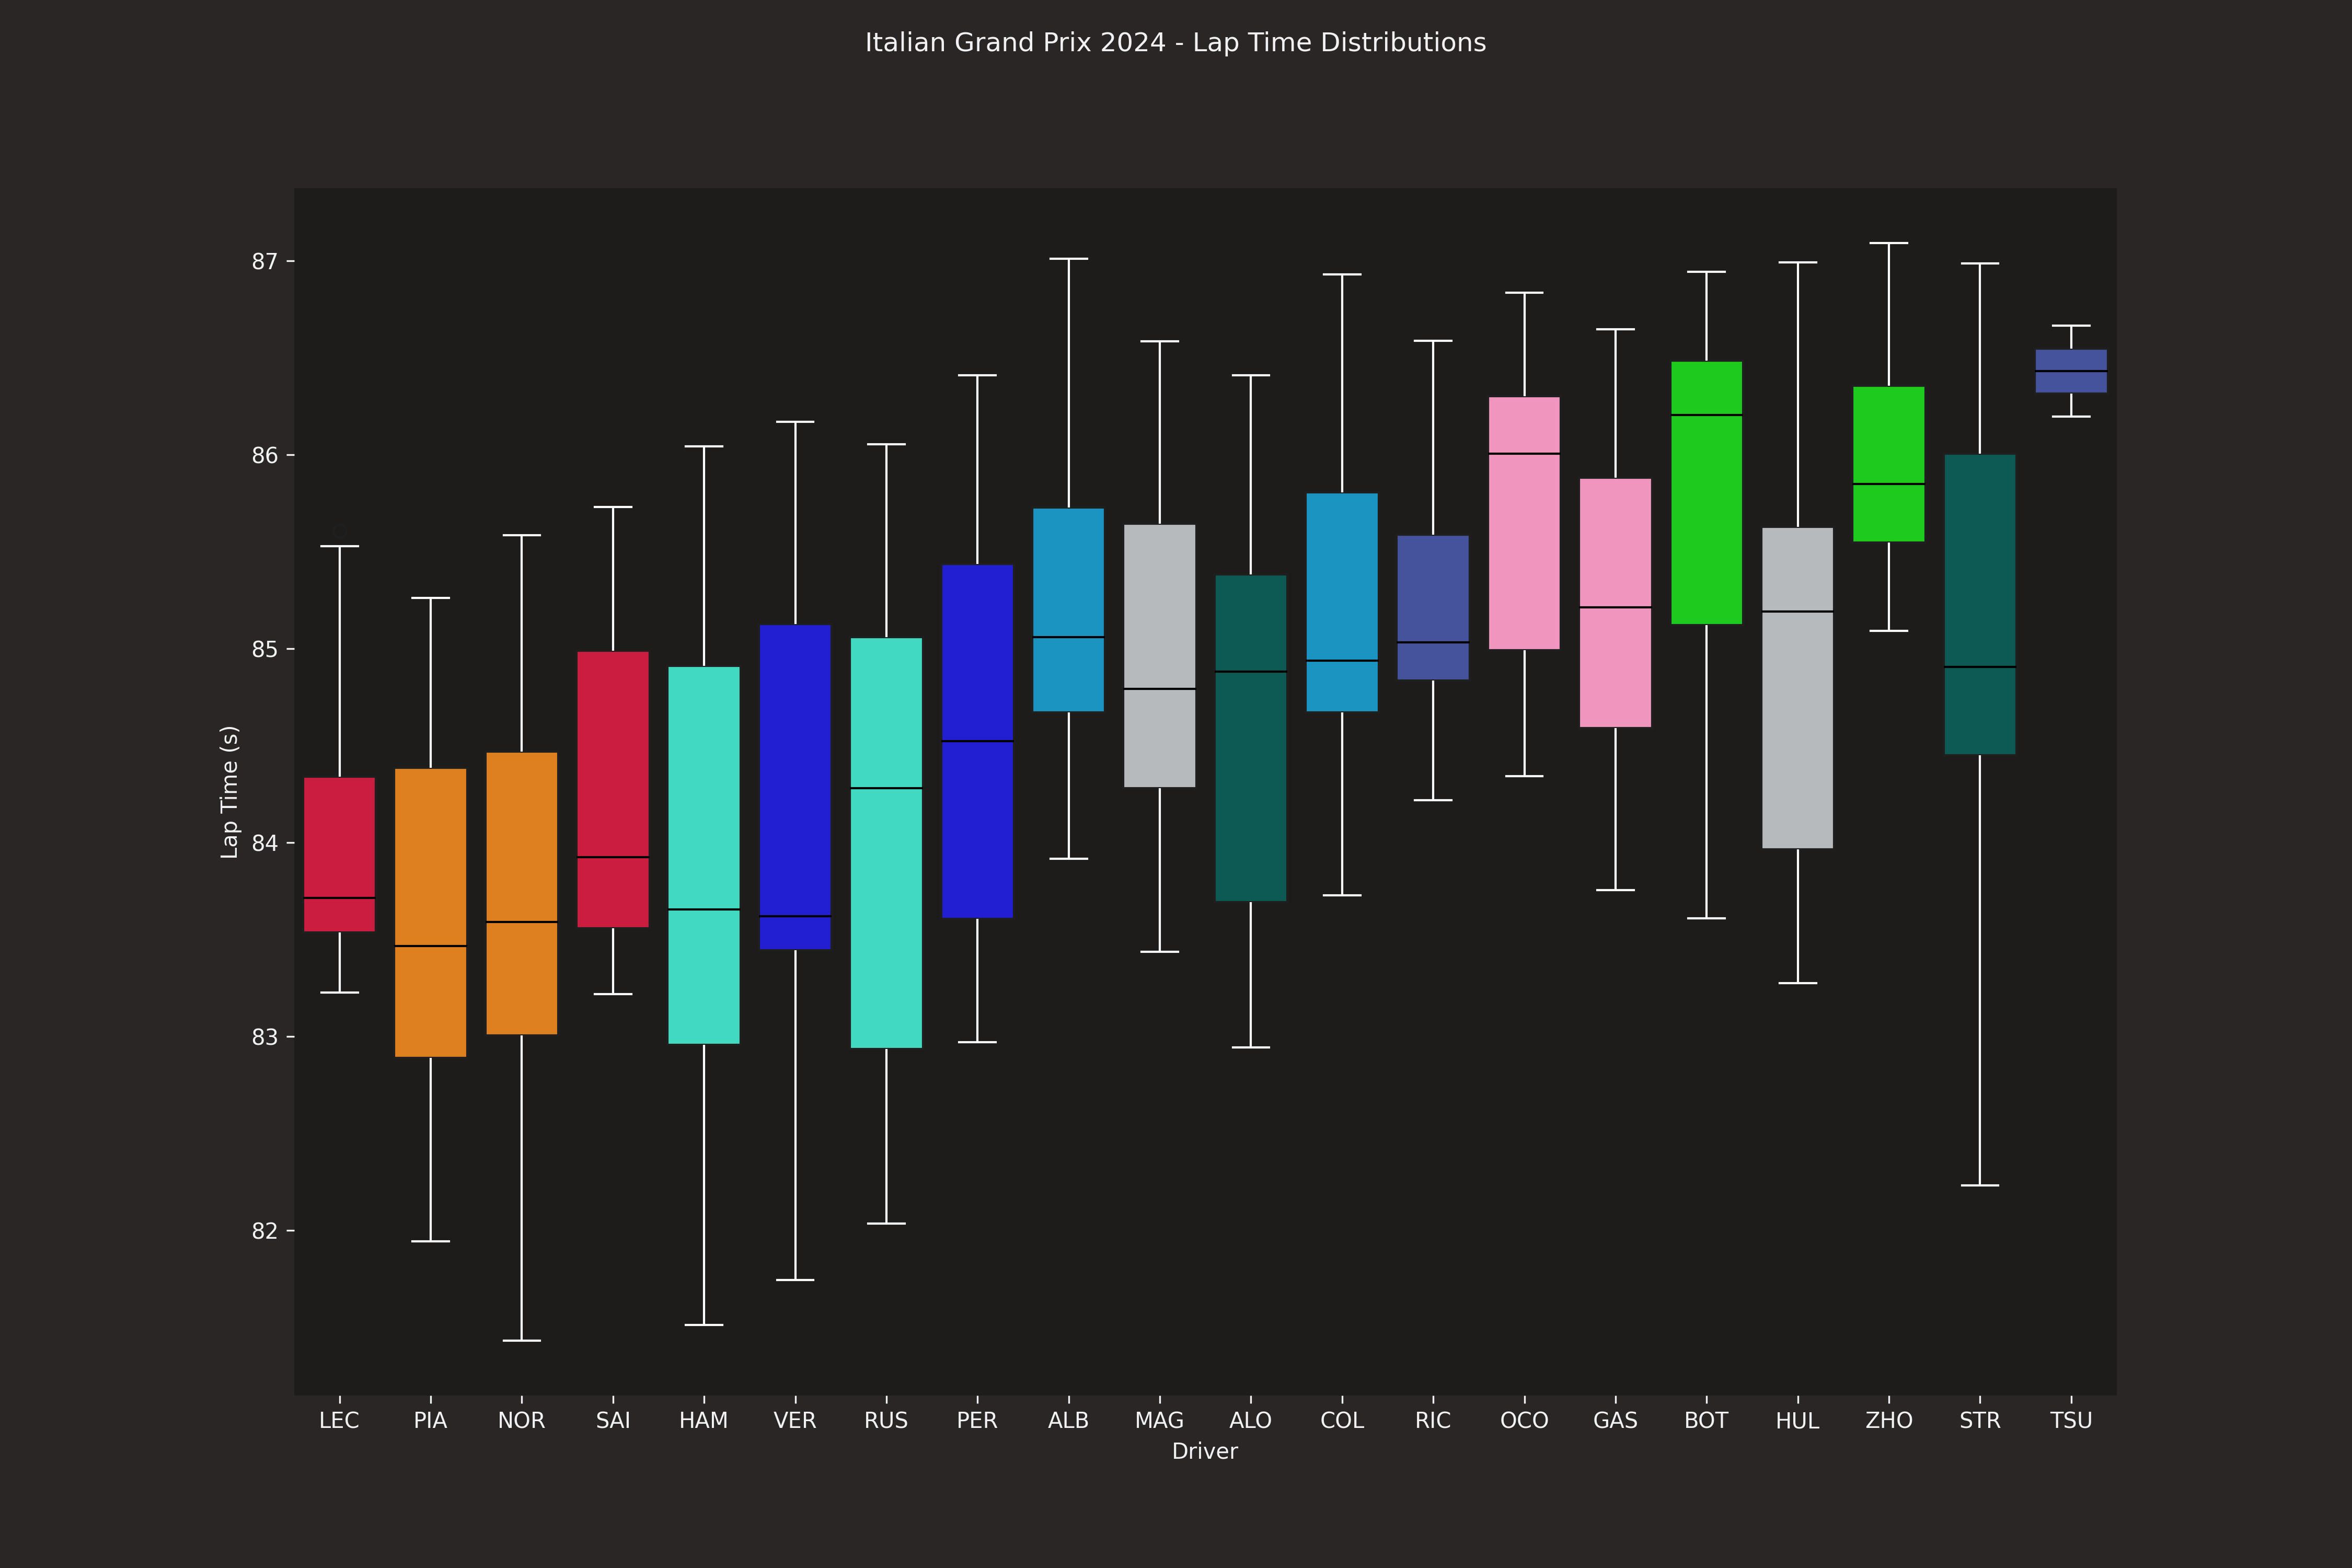 Italian Grand Prix 2024 - Lap Time Distributions
87
86
85
84
83
82
Lap Time (s)
LEC PIA NOR SAI HAM VER RUS PER ALB MAG ALO COL RIC OCO GAS BOT HUL ZHO STR TSU
Driver